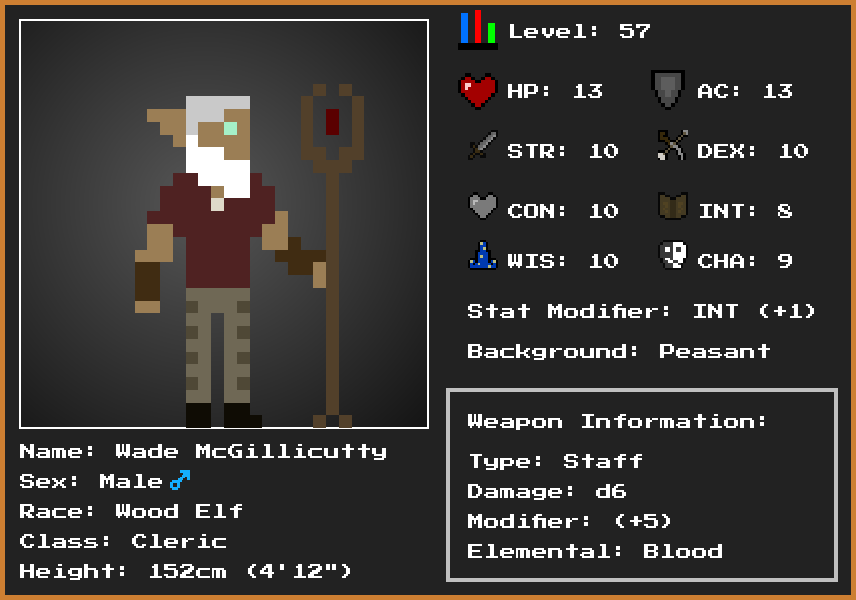 Level: 57
HP: 13
AC: 13
STR: 10
DEX: 10
CON: 10
INT: 8
WIS: 10
CHA: 9
Stat Modifier: INT (+1)
Background: Peasant
Weapon Information:
Type: Staff
Damage: d6
Modifier: (+5)
Elemental: Blood
Name: Wade McGillicutty
Sex: Male♂
Race: Wood Elf
Class: Cleric
Height: 152cm (4'12")